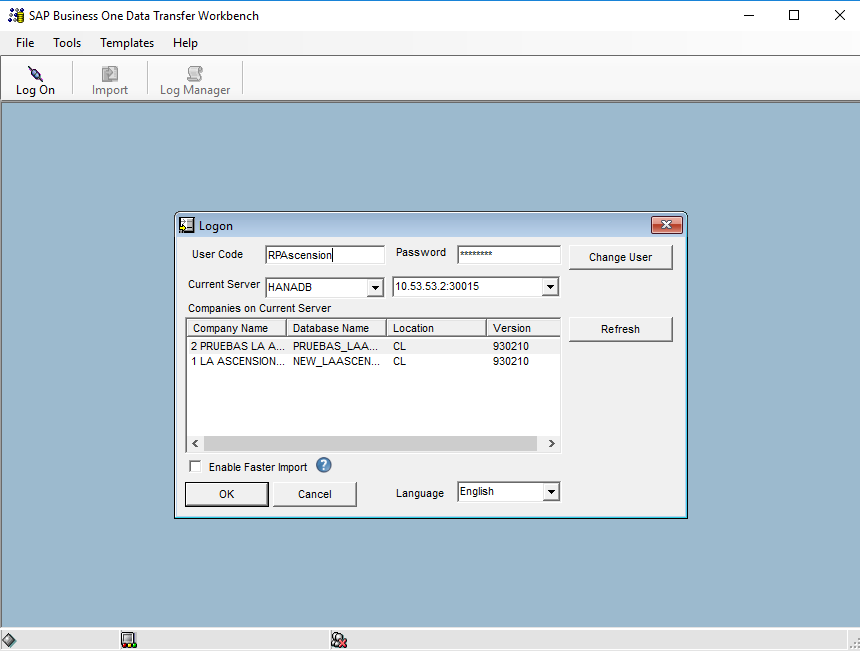 SAP Business One Data Transfer Workbench
File Tools Templates Help
Log On Import Log Manager
Logon
User Code RPAscension Password ******** Change User
Current Server HANADB 10.53.53.2:30015
Companies on Current Server
Company Name Database Name Location Version Refresh
2 PRUEBAS LA A... PRUEBAS_LAA... CL 930210
1 LA ASCENSION... NEW_LAASCEN... CL 930210
Enable Faster Import ?
OK Cancel Language English